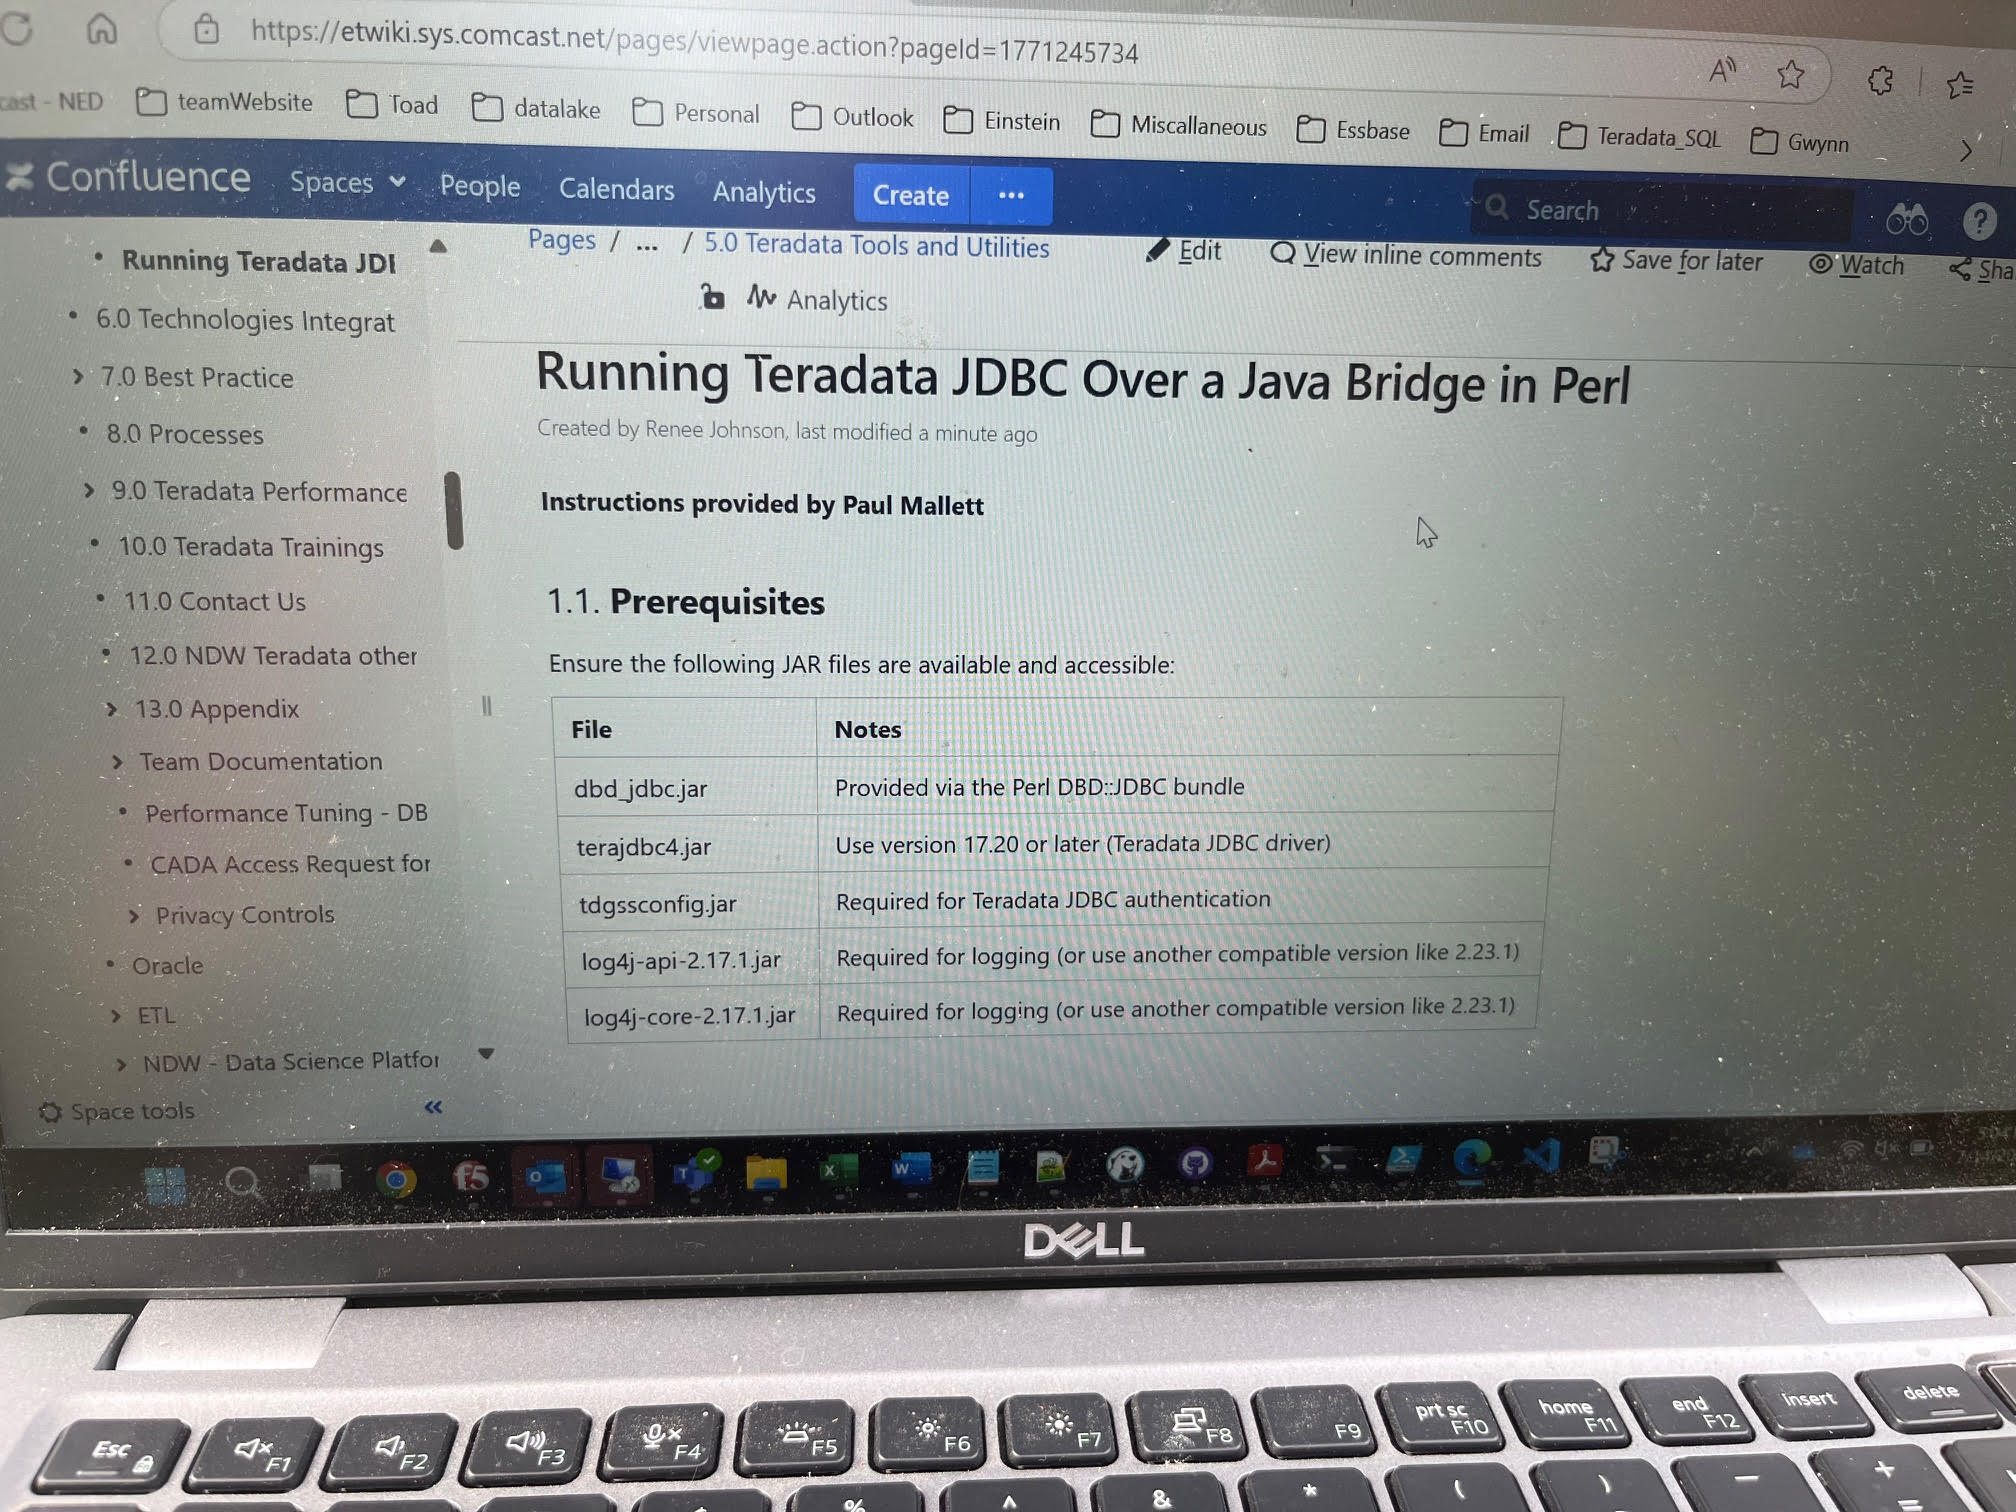 https://etwiki.sys.comcast.net/pages/viewpage.action?pageId=1771245734
cast - NED teamWebsite Toad datalake Personal Outlook Einstein Miscallaneous Essbase Email Teradata_SQL Gwynn
Confluence Spaces People Calendars Analytics Create ... Search ?
Running Teradata JDI
6.0 Technologies Integrat
7.0 Best Practice
8.0 Processes
9.0 Teradata Performance
10.0 Teradata Trainings
11.0 Contact Us
12.0 NDW Teradata other
13.0 Appendix
Team Documentation
Performance Tuning - DB
CADA Access Request for
Privacy Controls
Oracle
ETL
NDW - Data Science Platfor
Space tools
Pages / ... / 5.0 Teradata Tools and Utilities Edit View inline comments Save for later Watch Sha
Analytics
Running Teradata JDBC Over a Java Bridge in Perl
Created by Renee Johnson, last modified a minute ago
Instructions provided by Paul Mallett
1.1. Prerequisites
Ensure the following JAR files are available and accessible:
File Notes
dbd_jdbc.jar Provided via the Perl DBD::JDBC bundle
terajdbc4.jar Use version 17.20 or later (Teradata JDBC driver)
tdgssconfig.jar Required for Teradata JDBC authentication
log4j-api-2.17.1.jar Required for logging (or use another compatible version like 2.23.1)
log4j-core-2.17.1.jar Required for logging (or use another compatible version like 2.23.1)
DELL
Esc F1 F2 F3 F4 F5 F6 F7 F8 F9 prt sc F10 home F11 end F12 insert delete
% ^ & * ( ) - + =